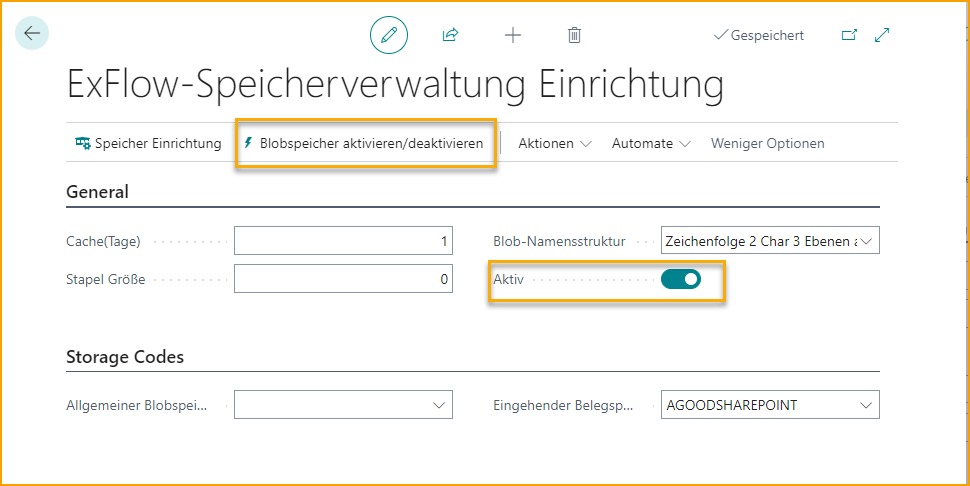 Gespeichert
ExFlow-Speicherverwaltung Einrichtung
Speicher Einrichtung Blobspeicher aktivieren/deaktivieren Aktionen Automate Weniger Optionen
General
Cache(Tage) 1 Blob-Namensstruktur Zeichenfolge 2 Char 3 Ebenen
Stapel Größe 0 Aktiv
Storage Codes
Allgemeiner Blobspei... Eingehender Belegsp... AGOODSHAREPOINT